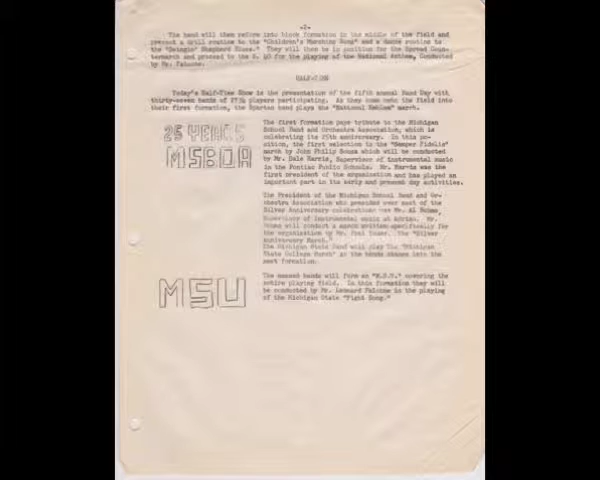 -2-
The band will then reform into block formation in the middle of the field and
present a drill routine to the "Children's Marching Song" and a dance routine to
the "Swingin' Shepherd Blues." They will then be in position for the Spread Coun-
termarch and proceed to the S. 40 for the playing of the National Anthem, Conducted
by Mr. Falcone.
HALF-TIME
Today's Half-Time Show is the presentation of the fifth annual Band Day with
thirty-seven bands of 1734 players participating. As they come onto the field into
their first formation, the Spartan band plays the "National Emblem" march.
25 YEARS
MSBOA
The first formation pays tribute to the Michigan
School Band and Orchestra Association, which is
celebrating its 25th anniversary. In this po-
sition, the first selection is the "Semper Fidelis"
march by John Philip Sousa which will be conducted
by Mr. Dale Harris, Supervisor of instrumental music
in the Pontiac Public Schools. Mr. Harris was the
first president of the organization and has played an
important part in its early and present day activities.
The President of the Michigan School Band and Or-
chestra Association who presides over most of the
Silver Anniversary celebrations was Mr. Al
Supervisor of Instrumental music at Adrian. Mr.
will conduct a march written specifically for
the organization by Mr. Paul Yoder. The "Silver
Anniversary March."
The Michigan State Band will play the "Michigan
State College March" as the bands change into the
next formation.
MSU
The massed bands will form an "M.S.U." covering the
entire playing field. In this formation they will
be conducted by Mr. Leonard Falcone in the playing
of the Michigan State "Fight Song."